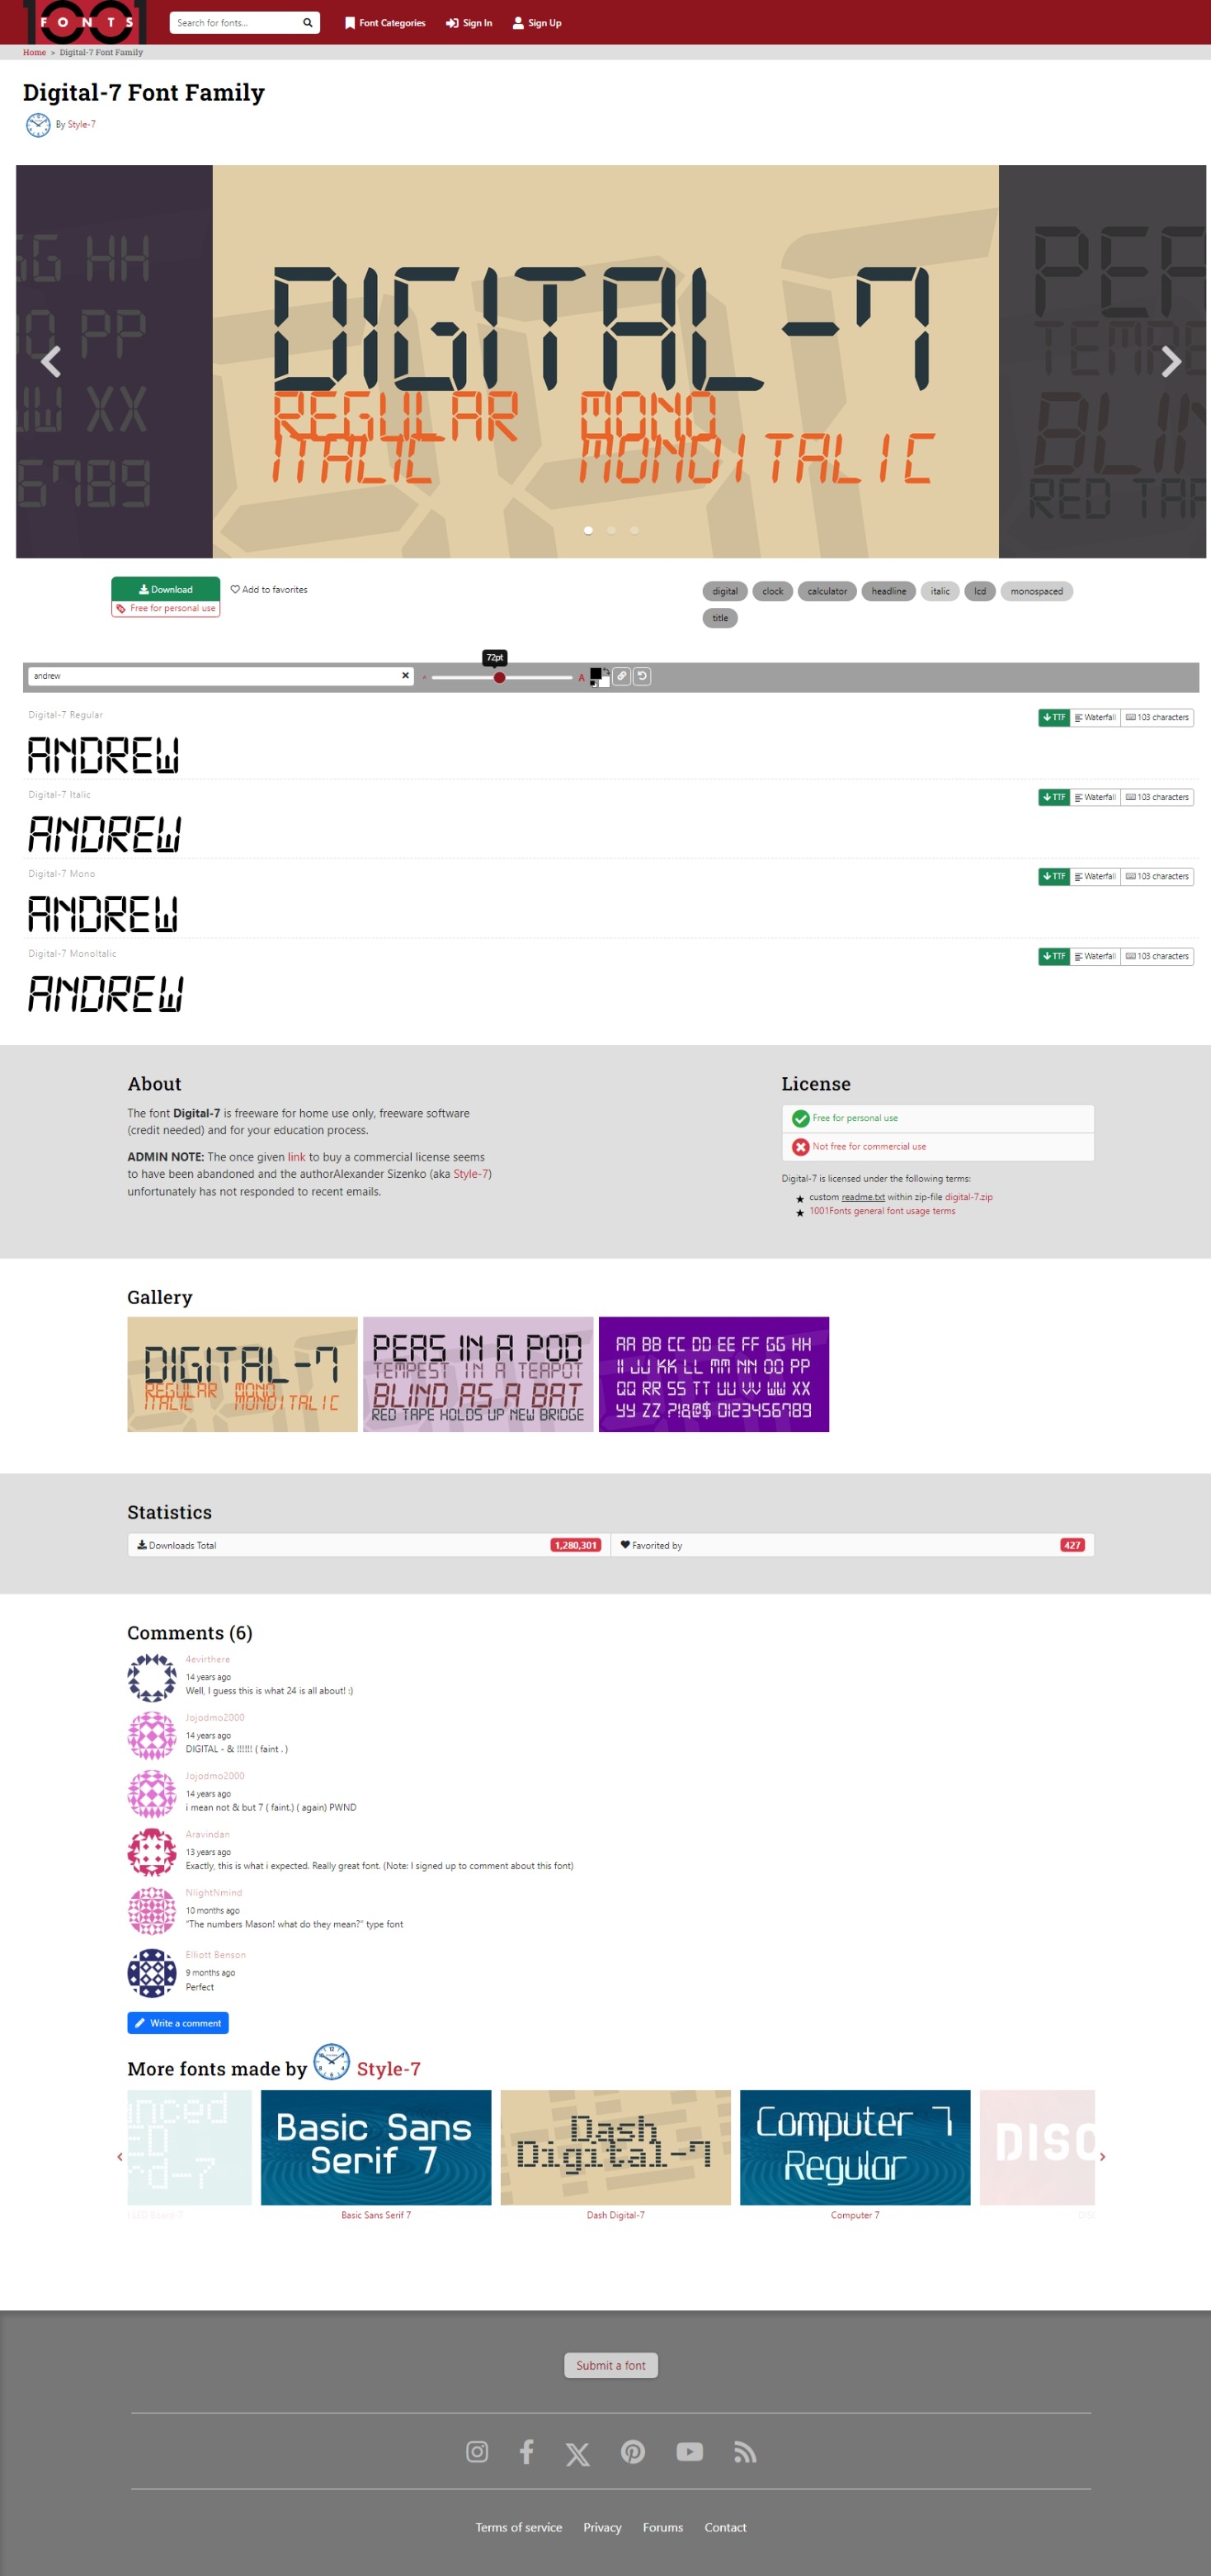 1001 FONTS
Search for fonts...
Font Categories
Sign In
Sign Up
Home > Digital-7 Font Family
Digital-7 Font Family
By Style-7
GG HH
PP
XX
6789
DIGITAL -7
REGULAR MONO
ITALIC MONO ITALIC
RED TAP
Download
Free for personal use
Add to favorites
digital clock calculator headline italic lcd monospaced
title
72pt
andrew
A A
Digital-7 Regular
TTF Waterfall 103 characters
ANDREW
Digital-7 Italic
TTF Waterfall 103 characters
ANDREW
Digital-7 Mono
TTF Waterfall 103 characters
ANDREW
Digital-7 MonoItalic
TTF Waterfall 103 characters
ANDREW
About
The font Digital-7 is freeware for home use only, freeware software
(credit needed) and for your education process.
ADMIN NOTE: The once given link to buy a commercial license seems
to have been abandoned and the authorAlexander Sizenko (aka Style-7)
unfortunately has not responded to recent emails.
License
Free for personal use
Not free for commercial use
Digital-7 is licensed under the following terms:
custom readme.txt within zip-file digital-7.zip
1001Fonts general font usage terms
Gallery
DIGITAL -7
REGULAR MONO
ITALIC MONO ITALIC
PEAS IN A POD
TEMPEST IN A TEAPOT
BLIND AS A BAT
RED TAPE HOLDS UP NEW BRIDGE
AA BB CC DD EE FF GG HH
II JJ KK LL MM NN OO PP
QQ RR SS TT UU VV WW XX
YY ZZ ?!&@$ 0123456789
Statistics
Downloads Total 1,280,301
Favorited by 427
Comments (6)
4evirthere
14 years ago
Well, I guess this is what 24 is all about! :)
Jojodmo2000
14 years ago
DIGITAL - & !!!!!! ( faint . )
Jojodmo2000
14 years ago
i mean not & but 7 ( faint.) ( again) PWND
Aravindan
13 years ago
Exactly, this is what i expected. Really great font. (Note: I signed up to comment about this font)
NlightNmind
10 months ago
"The numbers Mason! what do they mean?" type font
Elliott Benson
9 months ago
Perfect
Write a comment
More fonts made by Style-7
Basic Sans
Serif 7
Dash
Digital-7
Computer 7
Regular
DISC
Basic Sans Serif 7
Dash Digital-7
Computer 7
Submit a font
Terms of service
Privacy
Forums
Contact